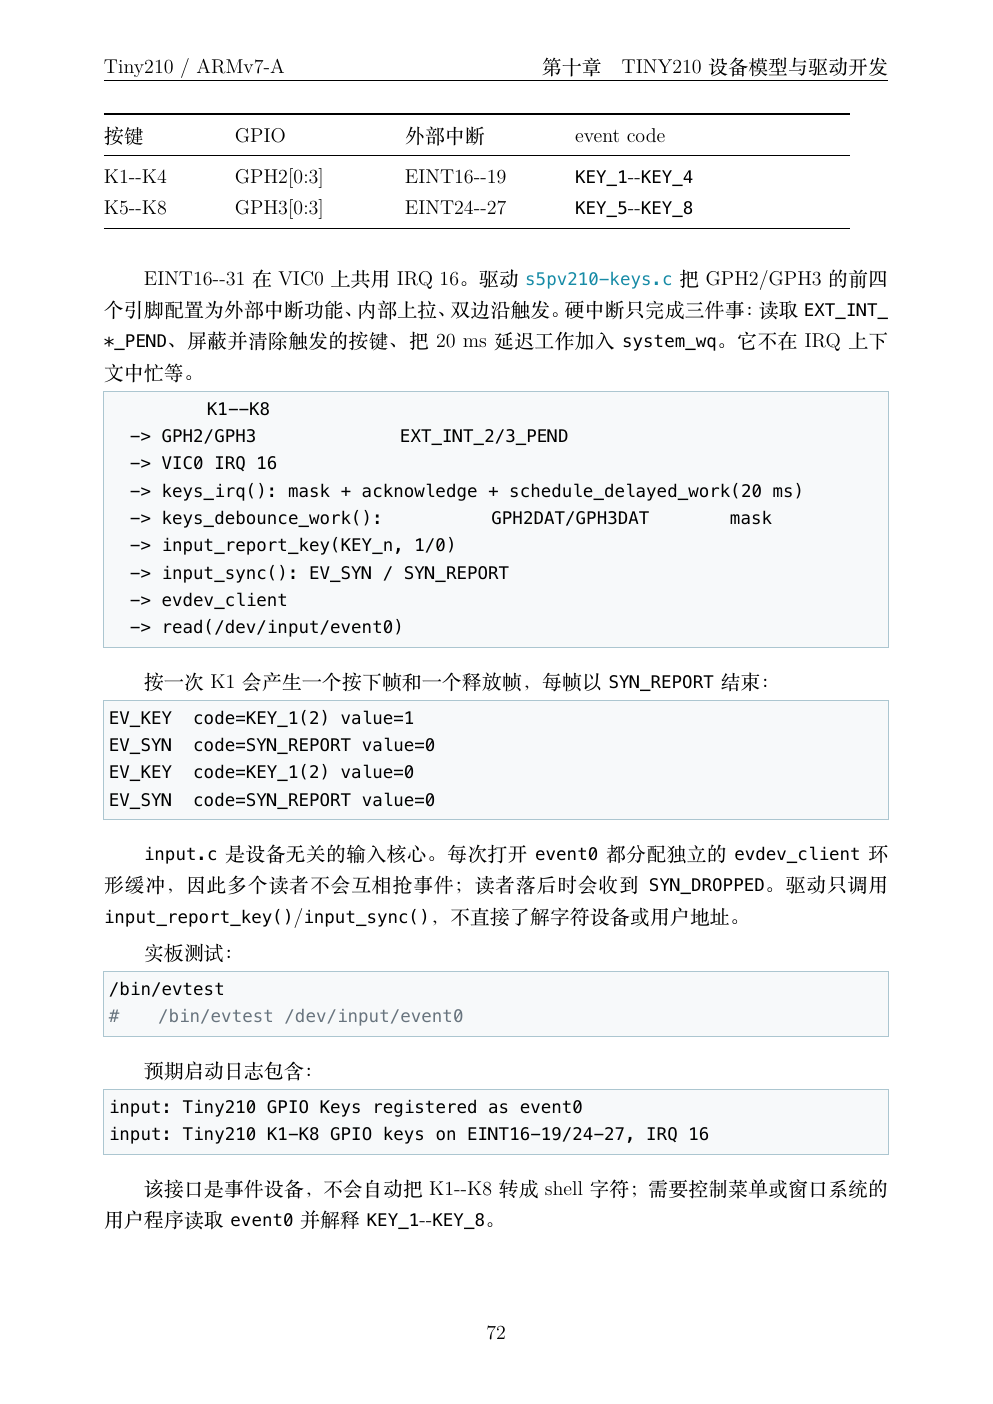 Tiny210 / ARMv7-A 第十章 TINY210 设备模型与驱动开发
按键 GPIO 外部中断 event code
K1--K4 GPH2[0:3] EINT16--19 KEY_1--KEY_4
K5--K8 GPH3[0:3] EINT24--27 KEY_5--KEY_8
EINT16--31 在 VIC0 上共用 IRQ 16。驱动 s5pv210-keys.c 把 GPH2/GPH3 的前四
个引脚配置为外部中断功能、内部上拉、双边沿触发。硬中断只完成三件事：读取 EXT_INT_
*_PEND、屏蔽并清除触发的按键、把 20 ms 延迟工作加入 system_wq。它不在 IRQ 上下
文中忙等。
K1--K8
-> GPH2/GPH3 EXT_INT_2/3_PEND
-> VIC0 IRQ 16
-> keys_irq(): mask + acknowledge + schedule_delayed_work(20 ms)
-> keys_debounce_work(): GPH2DAT/GPH3DAT mask
-> input_report_key(KEY_n, 1/0)
-> input_sync(): EV_SYN / SYN_REPORT
-> evdev_client
-> read(/dev/input/event0)
按一次 K1 会产生一个按下帧和一个释放帧，每帧以 SYN_REPORT 结束：
EV_KEY code=KEY_1(2) value=1
EV_SYN code=SYN_REPORT value=0
EV_KEY code=KEY_1(2) value=0
EV_SYN code=SYN_REPORT value=0
input.c 是设备无关的输入核心。每次打开 event0 都分配独立的 evdev_client 环
形缓冲，因此多个读者不会互相抢事件；读者落后时会收到 SYN_DROPPED。驱动只调用
input_report_key()/input_sync()，不直接了解字符设备或用户地址。
实板测试：
/bin/evtest
# /bin/evtest /dev/input/event0
预期启动日志包含：
input: Tiny210 GPIO Keys registered as event0
input: Tiny210 K1-K8 GPIO keys on EINT16-19/24-27, IRQ 16
该接口是事件设备，不会自动把 K1--K8 转成 shell 字符；需要控制菜单或窗口系统的
用户程序读取 event0 并解释 KEY_1--KEY_8。
72